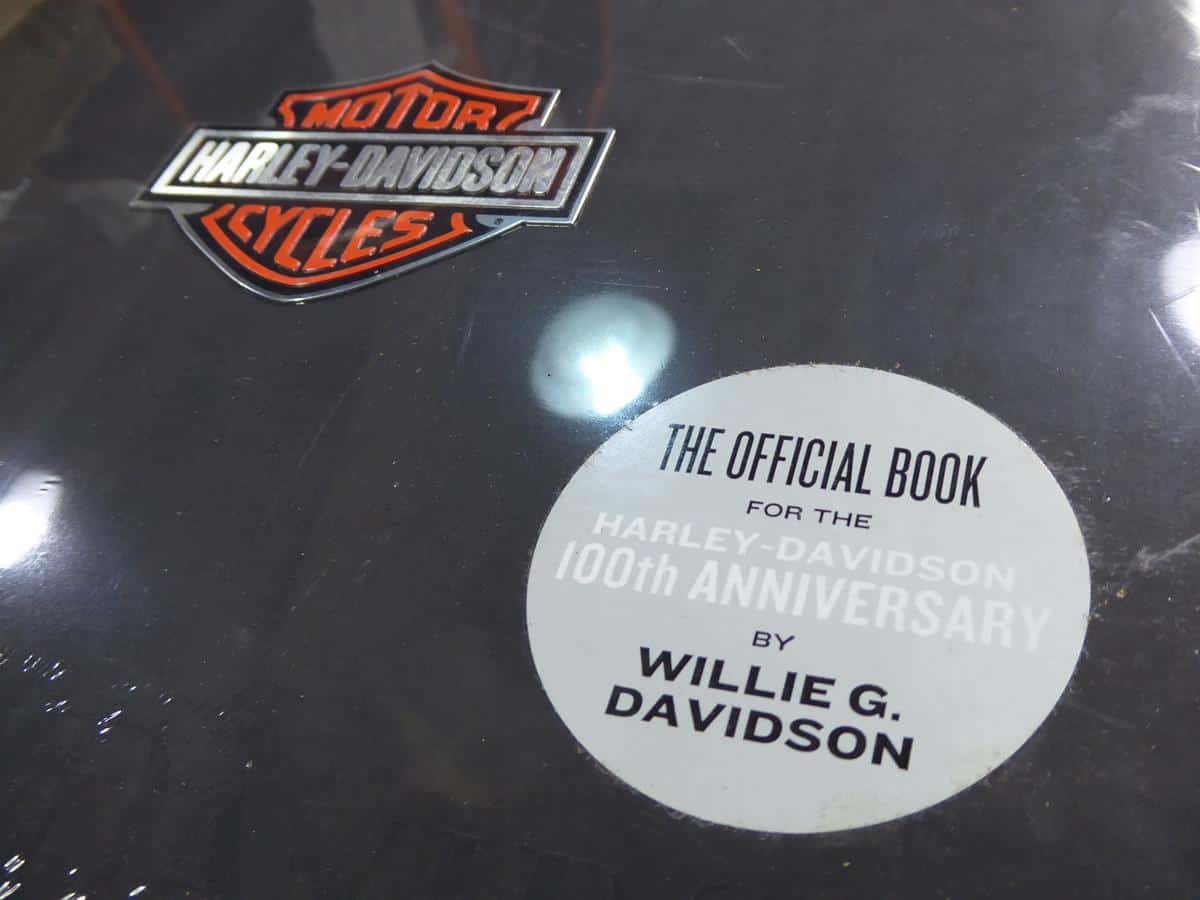 MOTOR
HARLEY-DAVIDSON
CYCLES
THE OFFICIAL BOOK
FOR THE
HARLEY-DAVIDSON
100th ANNIVERSARY
BY
WILLIE G.
DAVIDSON